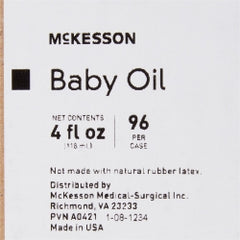 McKESSON
Baby Oil
NET CONTENTS
4 fl oz
(118 mL)
96
PER
CASE
Not made with natural rubber latex.
Distributed by
McKesson Medical-Surgical Inc.
Richmond, VA 23233
PVN A0421 1-08-1234
Made in USA